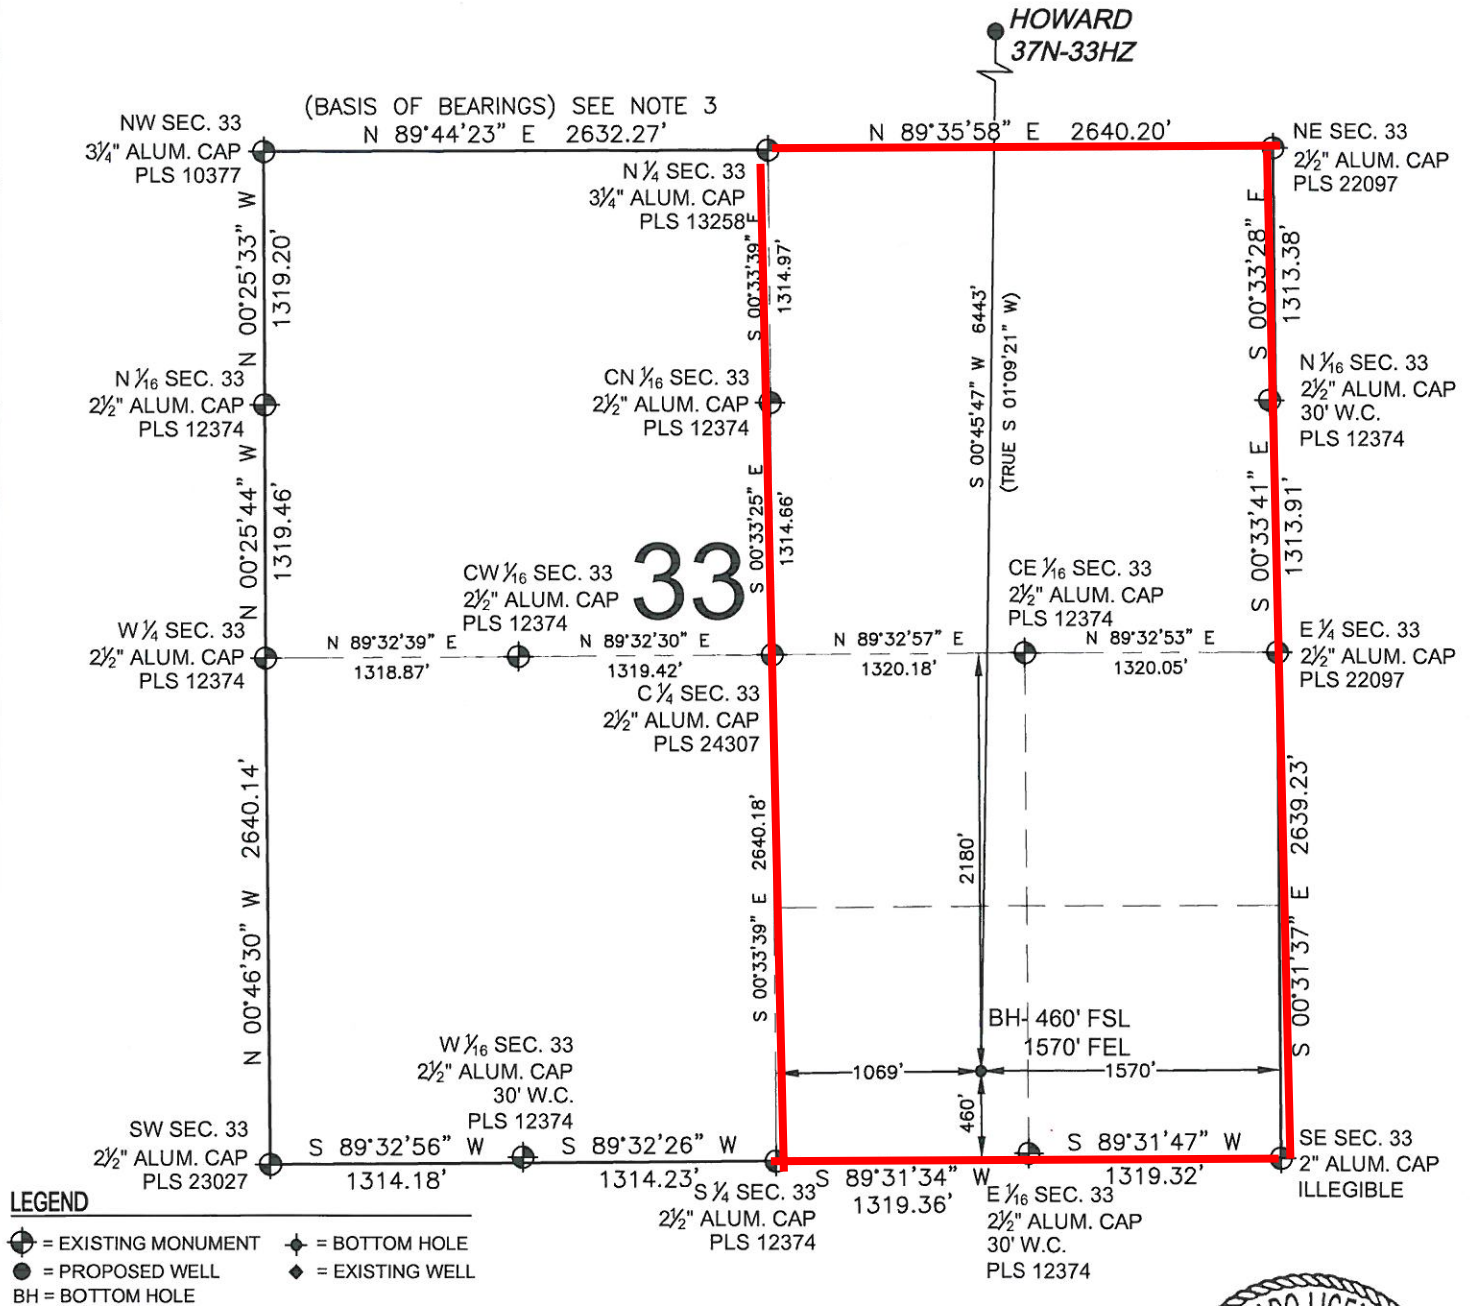 HOWARD
37N-33HZ
(BASIS OF BEARINGS) SEE NOTE 3
N 89°44'23" E 2632.27'
N 89°35'58" E 2640.20'
NW SEC. 33
3¼" ALUM. CAP
PLS 10377
N ¼ SEC. 33
3¼" ALUM. CAP
PLS 13258
NE SEC. 33
2½" ALUM. CAP
PLS 22097
N 00°25'33" W
1319.20'
S 00°33'39" E
1314.97'
S 00°45'47" W 6443'
(TRUE S 01°09'21" W)
S 00°33'28" E
1313.38'
N 1/16 SEC. 33
2½" ALUM. CAP
PLS 12374
CN 1/16 SEC. 33
2½" ALUM. CAP
PLS 12374
N 1/16 SEC. 33
2½" ALUM. CAP
30' W.C.
PLS 12374
N 00°25'44" W
1319.46'
S 00°33'25" E
1314.66'
S 00°33'41" E
1313.91'
33
CW 1/16 SEC. 33
2½" ALUM. CAP
PLS 12374
CE 1/16 SEC. 33
2½" ALUM. CAP
PLS 12374
W ¼ SEC. 33
2½" ALUM. CAP
PLS 12374
N 89°32'39" E
1318.87'
N 89°32'30" E
1319.42'
N 89°32'57" E
1320.18'
N 89°32'53" E
1320.05'
E ¼ SEC. 33
2½" ALUM. CAP
PLS 22097
C ¼ SEC. 33
2½" ALUM. CAP
PLS 24307
N 00°46'30" W 2640.14'
S 00°33'39" E 2640.18'
2180'
S 00°31'37" E 2639.23'
BH- 460' FSL
1570' FEL
1069'
1570'
460'
W 1/16 SEC. 33
2½" ALUM. CAP
30' W.C.
PLS 12374
SW SEC. 33
2½" ALUM. CAP
PLS 23027
S 89°32'56" W
1314.18'
S 89°32'26" W
1314.23'
S 89°31'34" W
1319.36'
S 89°31'47" W
1319.32'
SE SEC. 33
2" ALUM. CAP
ILLEGIBLE
S ¼ SEC. 33
2½" ALUM. CAP
PLS 12374
E 1/16 SEC. 33
2½" ALUM. CAP
30' W.C.
PLS 12374
LEGEND
= EXISTING MONUMENT
= BOTTOM HOLE
= PROPOSED WELL
= EXISTING WELL
BH = BOTTOM HOLE